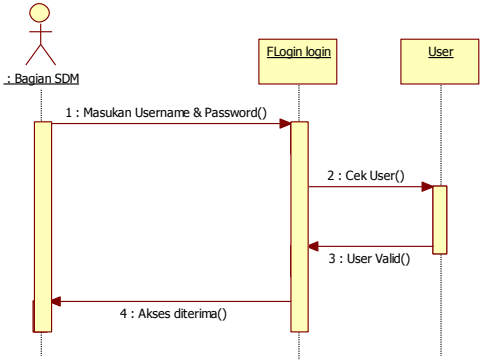 FLogin login
User
: Bagian SDM
1 : Masukan Username & Password()
2 : Cek User()
3 : User Valid()
4 : Akses diterima()